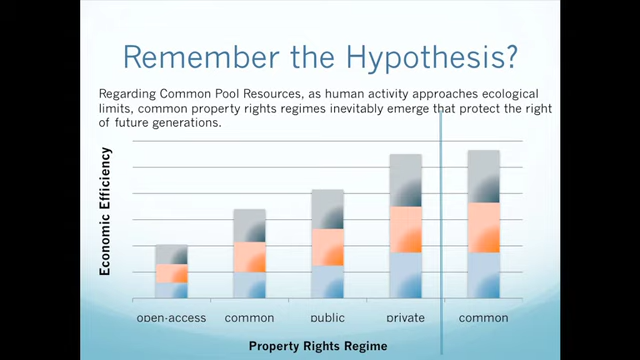 Remember the Hypothesis?
Regarding Common Pool Resources, as human activity approaches ecological
limits, common property rights regimes inevitably emerge that protect the right
of future generations.
Economic Efficiency
open-access common public private common
Property Rights Regime